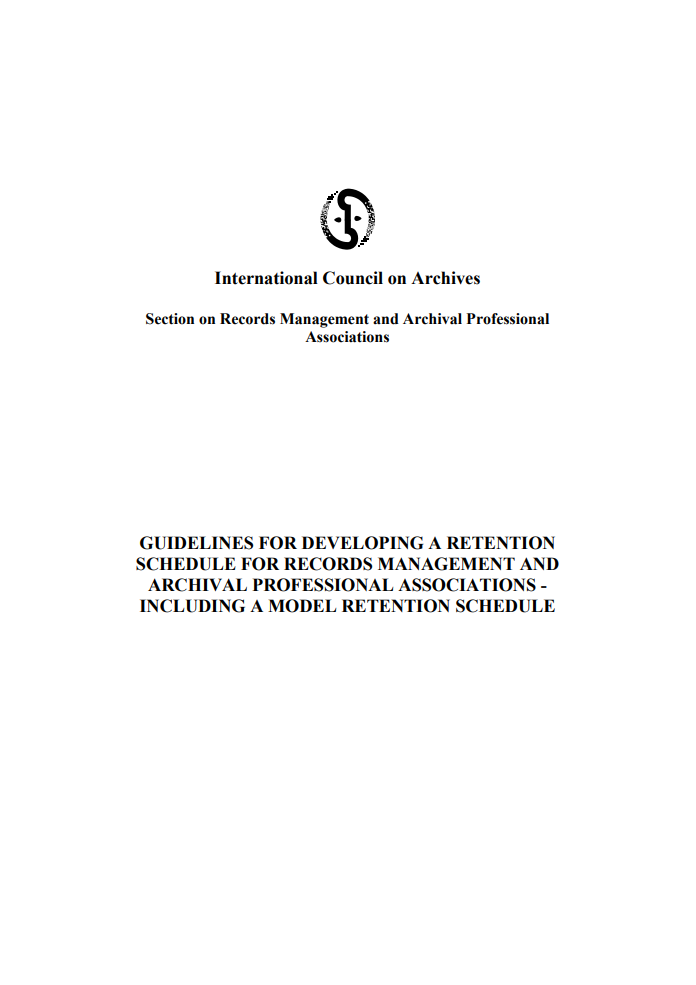 International Council on Archives
Section on Records Management and Archival Professional
Associations
GUIDELINES FOR DEVELOPING A RETENTION
SCHEDULE FOR RECORDS MANAGEMENT AND
ARCHIVAL PROFESSIONAL ASSOCIATIONS -
INCLUDING A MODEL RETENTION SCHEDULE